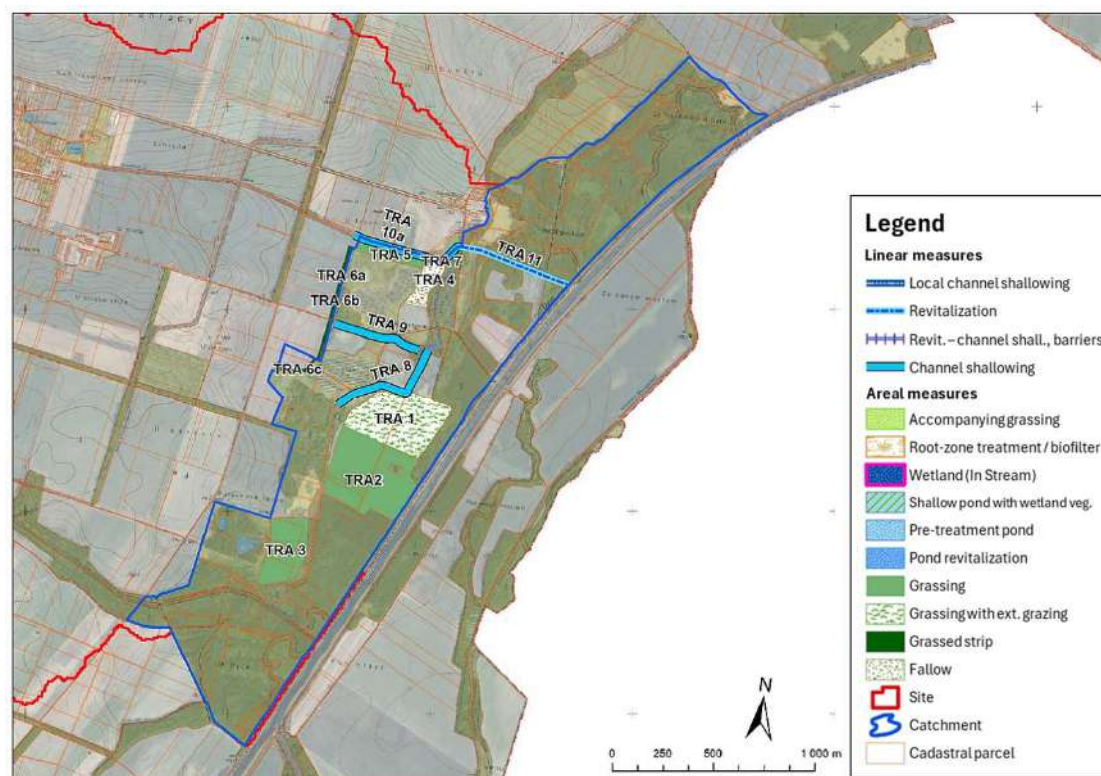 TRA
10a
TRA 5
TRA 7
TRA 11
TRA 6a
TRA 4
TRA 6b
TRA 9
TRA 6c
TRA 8
TRA 1
TRA2
TRA 3
Legend
Linear measures
Local channel shallowing
Revitalization
Revit. – channel shall., barriers
Channel shallowing
Areal measures
Accompanying grassing
Root-zone treatment / biofilter
Wetland (In Stream)
Shallow pond with wetland veg.
Pre-treatment pond
Pond revitalization
Grassing
Grassing with ext. grazing
Grassed strip
Fallow
Site
Catchment
Cadastral parcel
N
0 250 500 1 000 m